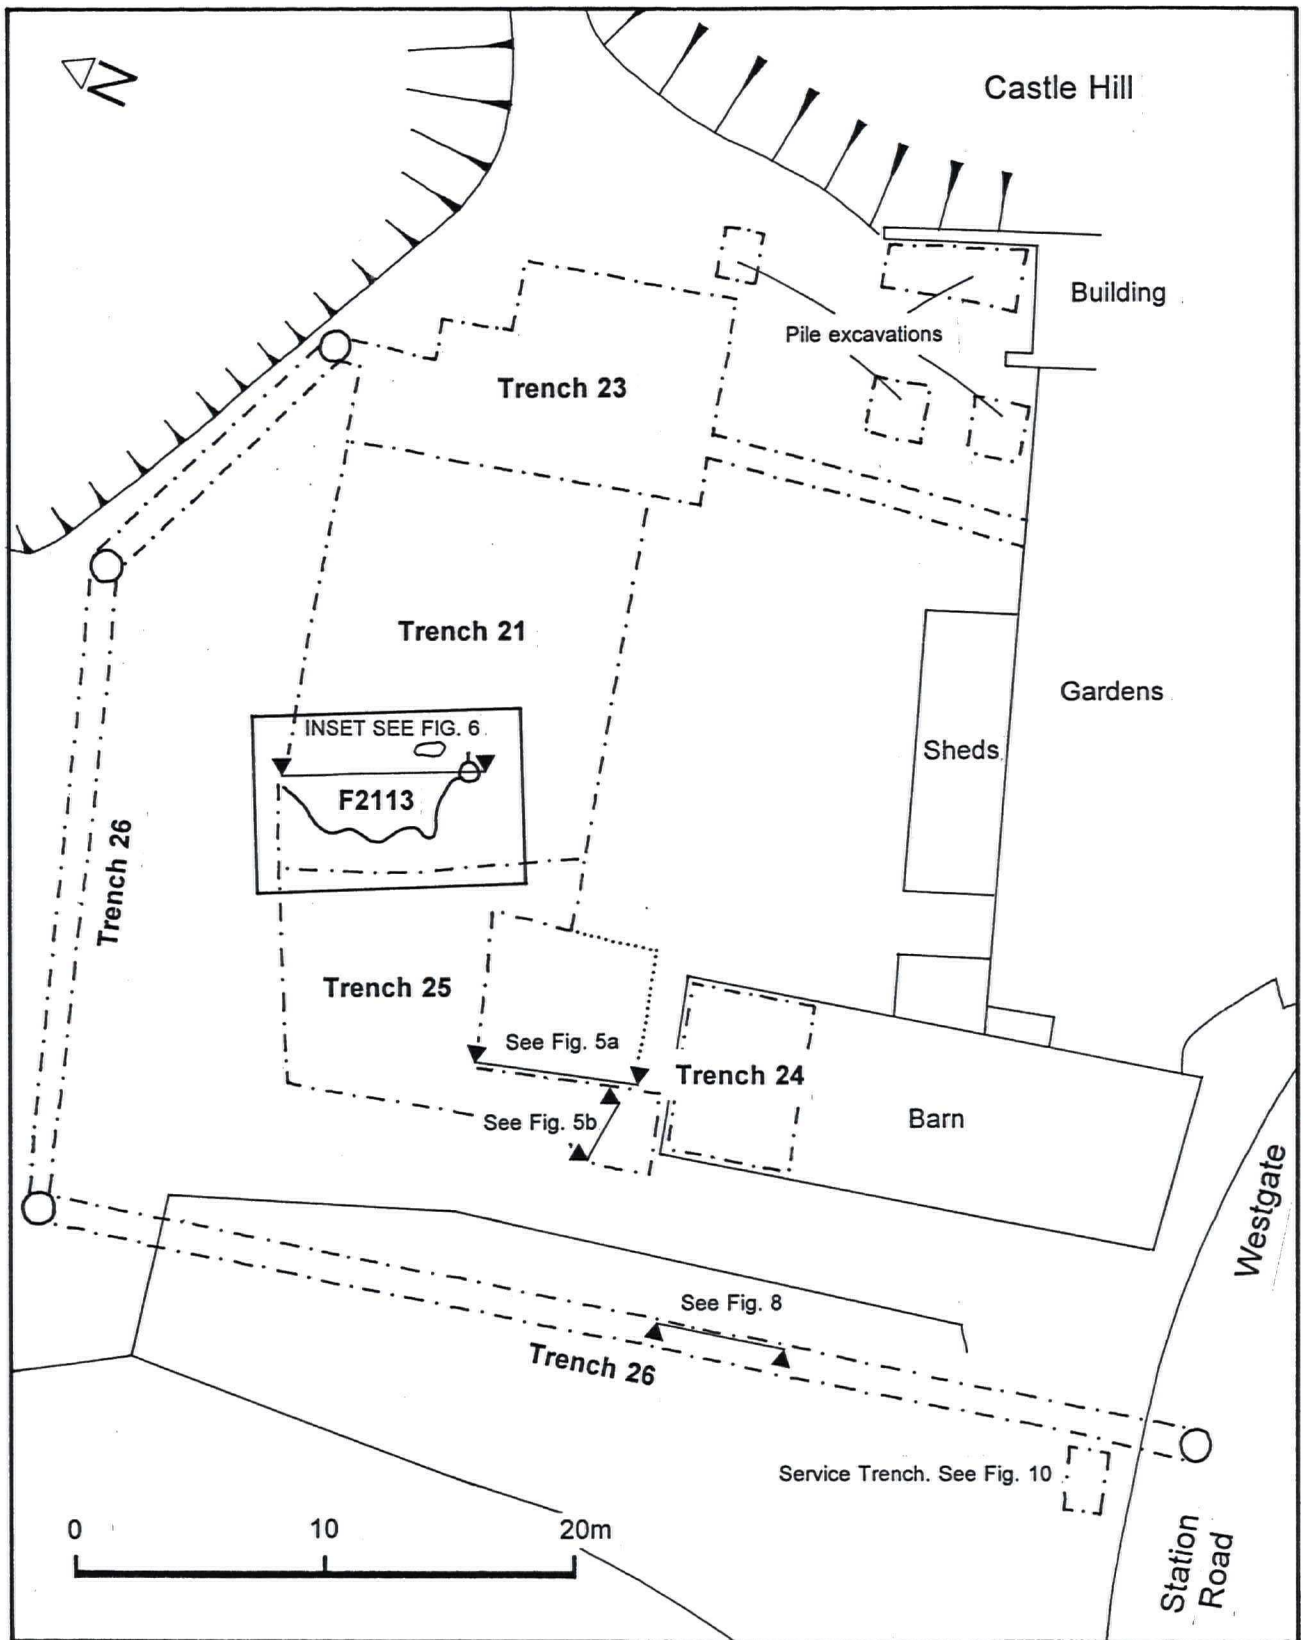 N
Castle Hill
Building
Pile excavations
Trench 23
Trench 21
Gardens
INSET SEE FIG. 6
Sheds
F2113
Trench 26
Trench 25
See Fig. 5a
Trench 24
See Fig. 5b
Barn
Westgate
See Fig. 8
Trench 26
Service Trench. See Fig. 10
0 10 20m
Station
Road